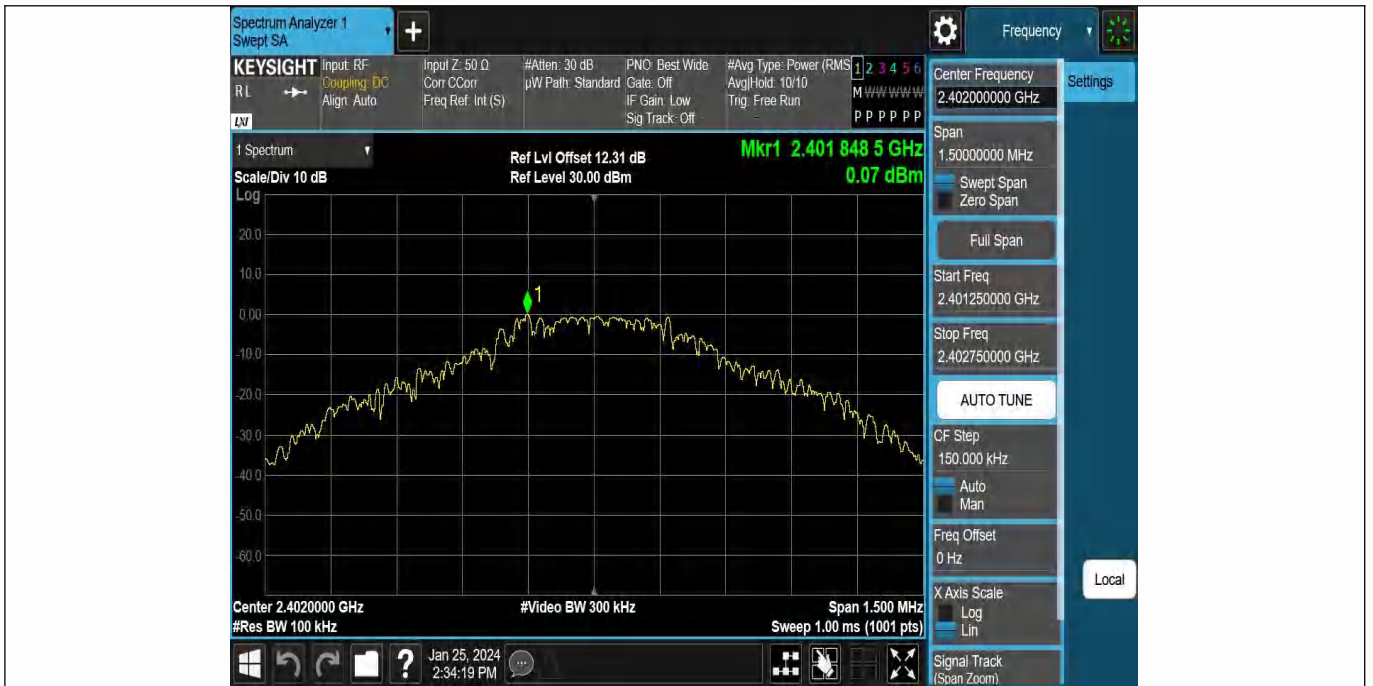 Spectrum Analyzer 1
Swept SA
+
Frequency
KEYSIGHT
RL
LXI
Input: RF
Coupling: DC
Align: Auto
Input Z: 50 Ω
Corr CCorr
Freq Ref: Int (S)
#Atten: 30 dB
µW Path: Standard
PNO: Best Wide
Gate: Off
IF Gain: Low
Sig Track: Off
#Avg Type: Power (RMS
Avg|Hold: 10/10
Trig: Free Run
1 2 3 4 5 6
M W W W W W
P P P P P P
1 Spectrum
Scale/Div 10 dB
Log
Ref Lvl Offset 12.31 dB
Ref Level 30.00 dBm
Mkr1 2.401 848 5 GHz
0.07 dBm
20.0
10.0
0.00
-10.0
-20.0
-30.0
-40.0
-50.0
-60.0
1
Center 2.4020000 GHz
#Res BW 100 kHz
#Video BW 300 kHz
Span 1.500 MHz
Sweep 1.00 ms (1001 pts)
Center Frequency
2.402000000 GHz
Settings
Span
1.50000000 MHz
Swept Span
Zero Span
Full Span
Start Freq
2.401250000 GHz
Stop Freq
2.402750000 GHz
AUTO TUNE
CF Step
150.000 kHz
Auto
Man
Freq Offset
0 Hz
X Axis Scale
Log
Lin
Local
Signal Track
(Span Zoom)
?
Jan 25, 2024
2:34:19 PM